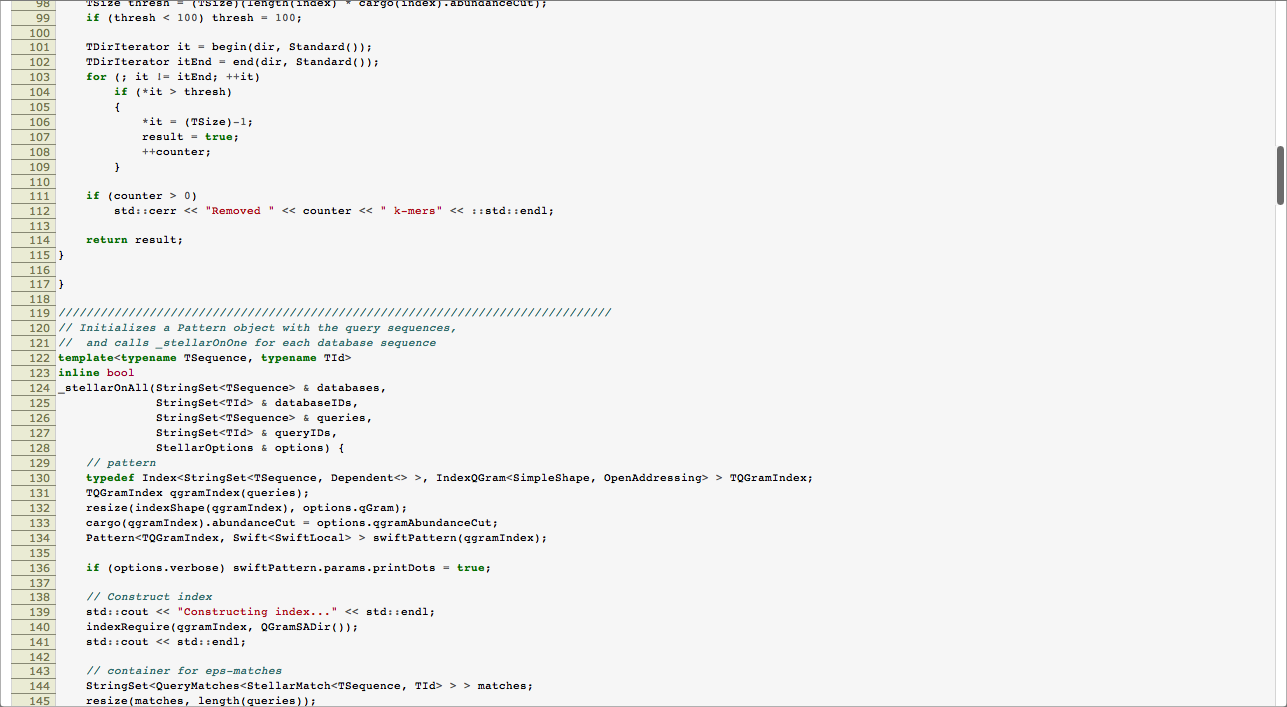 98 TSize thresh = (TSize)(length(index) * cargo(index).abundanceCut);
99 if (thresh < 100) thresh = 100;
100
101 TDirIterator it = begin(dir, Standard());
102 TDirIterator itEnd = end(dir, Standard());
103 for (; it != itEnd; ++it)
104 if (*it > thresh)
105 {
106 *it = (TSize)-1;
107 result = true;
108 ++counter;
109 }
110
111 if (counter > 0)
112 std::cerr << "Removed " << counter << " k-mers" << ::std::endl;
113
114 return result;
115 }
116
117 }
118
119 ///////////////////////////////////////////////////////////////////////////////
120 // Initializes a Pattern object with the query sequences,
121 //  and calls _stellarOnOne for each database sequence
122 template<typename TSequence, typename TId>
123 inline bool
124 _stellarOnAll(StringSet<TSequence> & databases,
125 StringSet<TId> & databaseIDs,
126 StringSet<TSequence> & queries,
127 StringSet<TId> & queryIDs,
128 StellarOptions & options) {
129 // pattern
130 typedef Index<StringSet<TSequence, Dependent<> >, IndexQGram<SimpleShape, OpenAddressing> > TQGramIndex;
131 TQGramIndex qgramIndex(queries);
132 resize(indexShape(qgramIndex), options.qGram);
133 cargo(qgramIndex).abundanceCut = options.qgramAbundanceCut;
134 Pattern<TQGramIndex, Swift<SwiftLocal> > swiftPattern(qgramIndex);
135
136 if (options.verbose) swiftPattern.params.printDots = true;
137
138 // Construct index
139 std::cout << "Constructing index..." << std::endl;
140 indexRequire(qgramIndex, QGramSADir());
141 std::cout << std::endl;
142
143 // container for eps-matches
144 StringSet<QueryMatches<StellarMatch<TSequence, TId> > > matches;
145 resize(matches, length(queries));